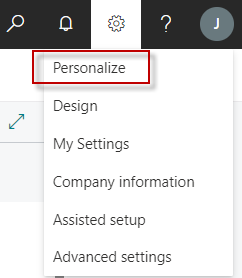 ?
J
Personalize
Design
My Settings
Company information
Assisted setup
Advanced settings